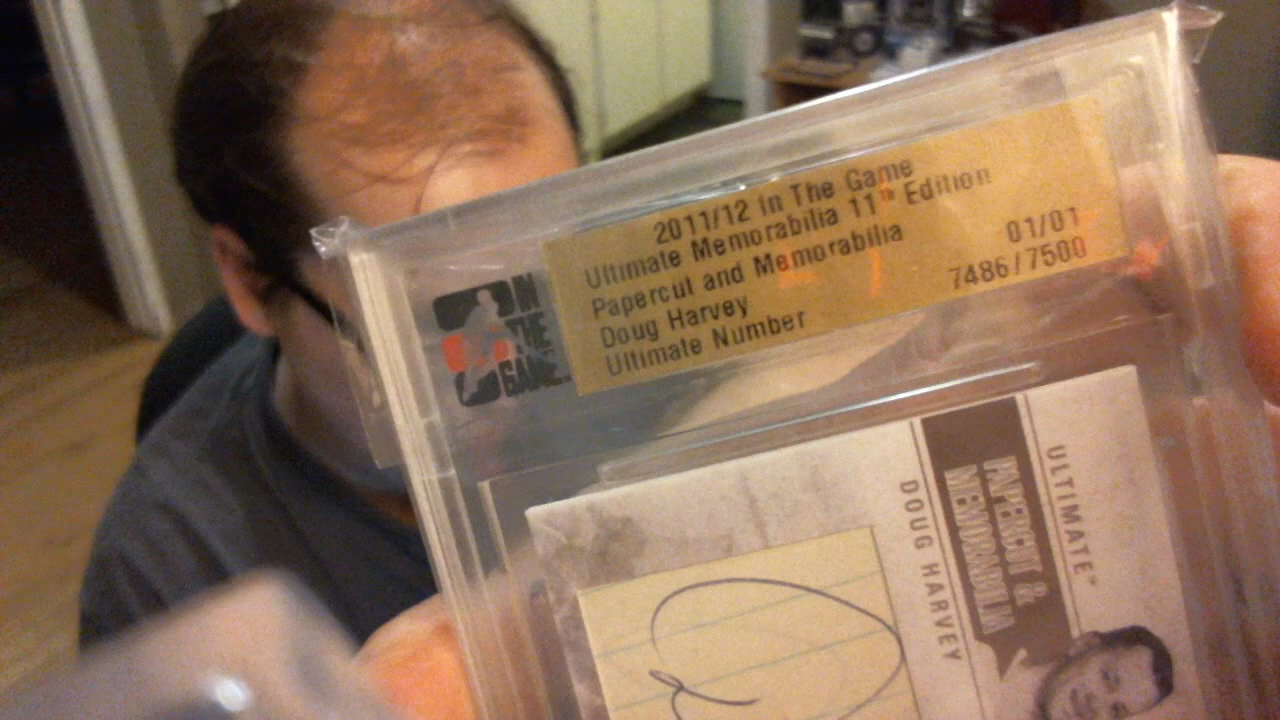 2011/12 In The Game
Ultimate Memorabilia 11th Edition
Papercut and Memorabilia 01/01
Doug Harvey 7486/7500
Ultimate Number
IN
THE
GAME
ULTIMATE™
PAPERCUT &
MEMORABILIA
DOUG HARVEY